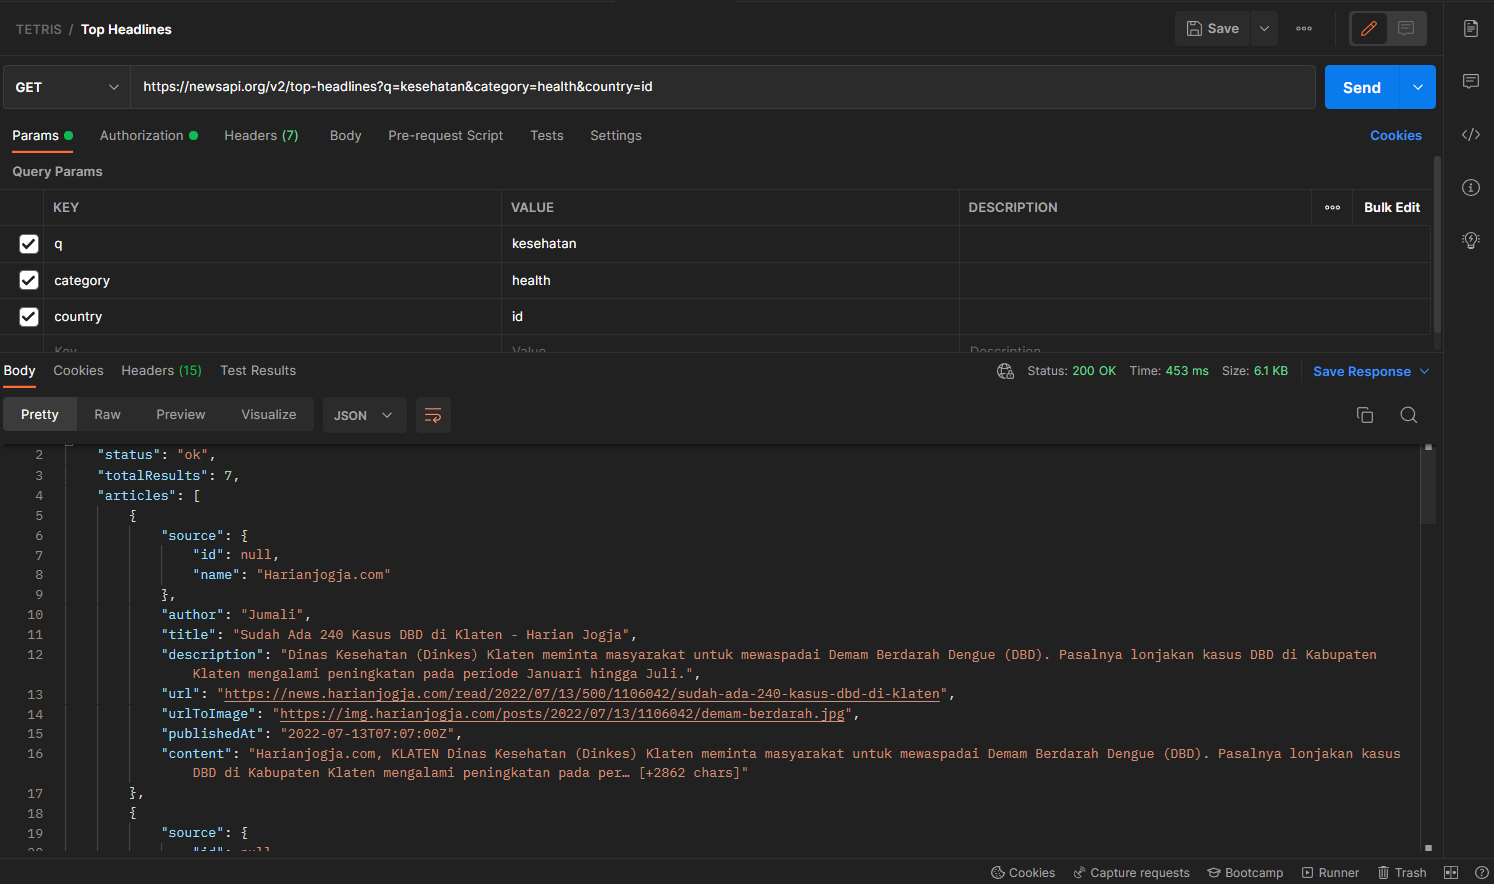 TETRIS / Top Headlines
Save
GET https://newsapi.org/v2/top-headlines?q=kesehatan&category=health&country=id Send
Params Authorization Headers (7) Body Pre-request Script Tests Settings Cookies
Query Params
KEY VALUE DESCRIPTION Bulk Edit
q kesehatan
category health
country id
Key Value Description
Body Cookies Headers (15) Test Results Status: 200 OK Time: 453 ms Size: 6.1 KB Save Response
Pretty Raw Preview Visualize JSON
2 "status": "ok",
3 "totalResults": 7,
4 "articles": [
5 {
6 "source": {
7 "id": null,
8 "name": "Harianjogja.com"
9 },
10 "author": "Jumali",
11 "title": "Sudah Ada 240 Kasus DBD di Klaten - Harian Jogja",
12 "description": "Dinas Kesehatan (Dinkes) Klaten meminta masyarakat untuk mewaspadai Demam Berdarah Dengue (DBD). Pasalnya lonjakan kasus DBD di Kabupaten
Klaten mengalami peningkatan pada periode Januari hingga Juli.",
13 "url": "https://news.harianjogja.com/read/2022/07/13/500/1106042/sudah-ada-240-kasus-dbd-di-klaten",
14 "urlToImage": "https://img.harianjogja.com/posts/2022/07/13/1106042/demam-berdarah.jpg",
15 "publishedAt": "2022-07-13T07:07:00Z",
16 "content": "Harianjogja.com, KLATEN Dinas Kesehatan (Dinkes) Klaten meminta masyarakat untuk mewaspadai Demam Berdarah Dengue (DBD). Pasalnya lonjakan kasus
DBD di Kabupaten Klaten mengalami peningkatan pada per… [+2862 chars]"
17 },
18 {
19 "source": {
20 "id": null
Cookies Capture requests Bootcamp Runner Trash